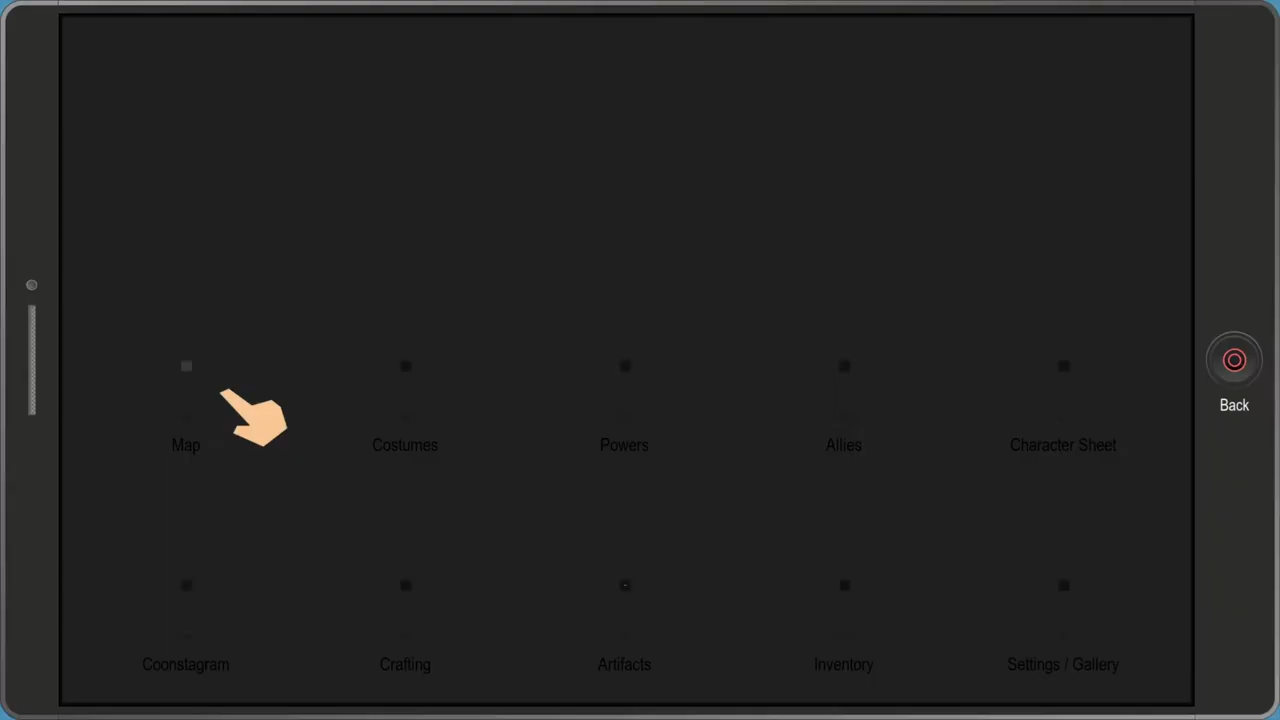 Back
Map
Costumes
Powers
Allies
Character Sheet
Coonstagram
Crafting
Artifacts
Inventory
Settings / Gallery